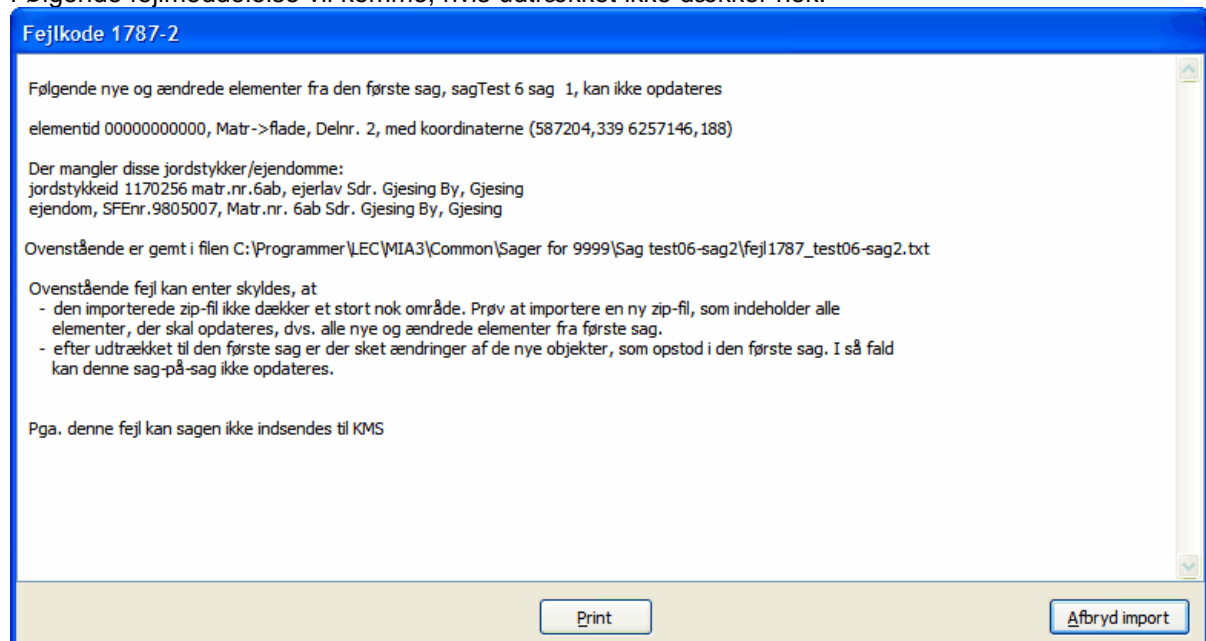 Følgende fejlmeddelelse vil komme, hvis udtrækket ikke dækker nok:
Fejlkode 1787-2
Følgende nye og ændrede elementer fra den første sag, sagTest 6 sag 1, kan ikke opdateres
elementid 00000000000, Matr->flade, Delnr. 2, med koordinaterne (587204,339 6257146,188)
Der mangler disse jordstykker/ejendomme:
jordstykkeid 1170256 matr.nr.6ab, ejerlav Sdr. Gjesing By, Gjesing
ejendom, SFEnr.9805007, Matr.nr. 6ab Sdr. Gjesing By, Gjesing
Ovenstående er gemt i filen C:\Programmer\LEC\MIA3\Common\Sager for 9999\Sag test06-sag2\fejl1787_test06-sag2.txt
Ovenstående fejl kan enter skyldes, at
- den importerede zip-fil ikke dækker et stort nok område. Prøv at importere en ny zip-fil, som indeholder alle
elementer, der skal opdateres, dvs. alle nye og ændrede elementer fra første sag.
- efter udtrækket til den første sag er der sket ændringer af de nye objekter, som opstod i den første sag. I så fald
kan denne sag-på-sag ikke opdateres.
Pga. denne fejl kan sagen ikke indsendes til KMS
Print
Afbryd import